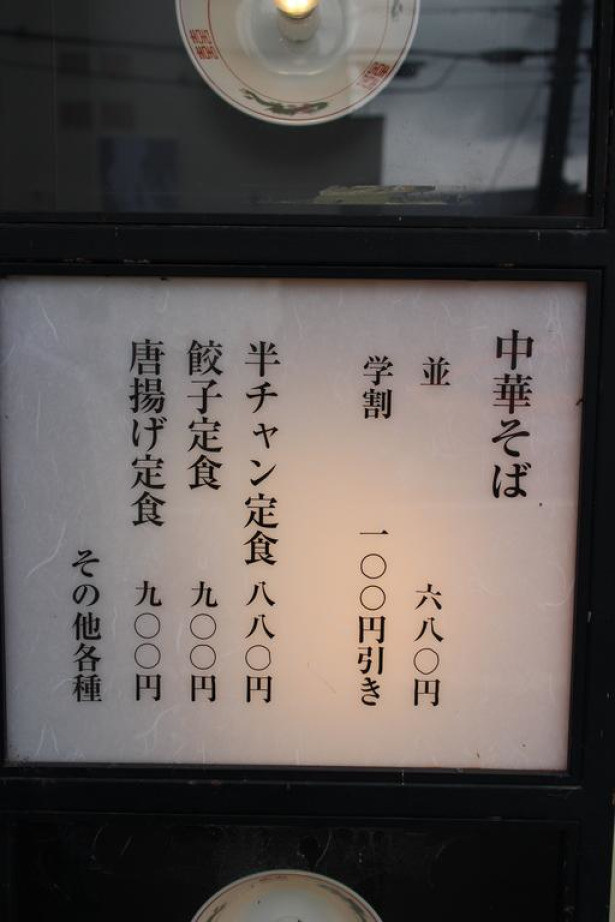 中華そば
並 六八〇円
学割 一〇〇円引き
半チャン定食 八八〇円
餃子定食 九〇〇円
唐揚げ定食 九〇〇円
その他各種